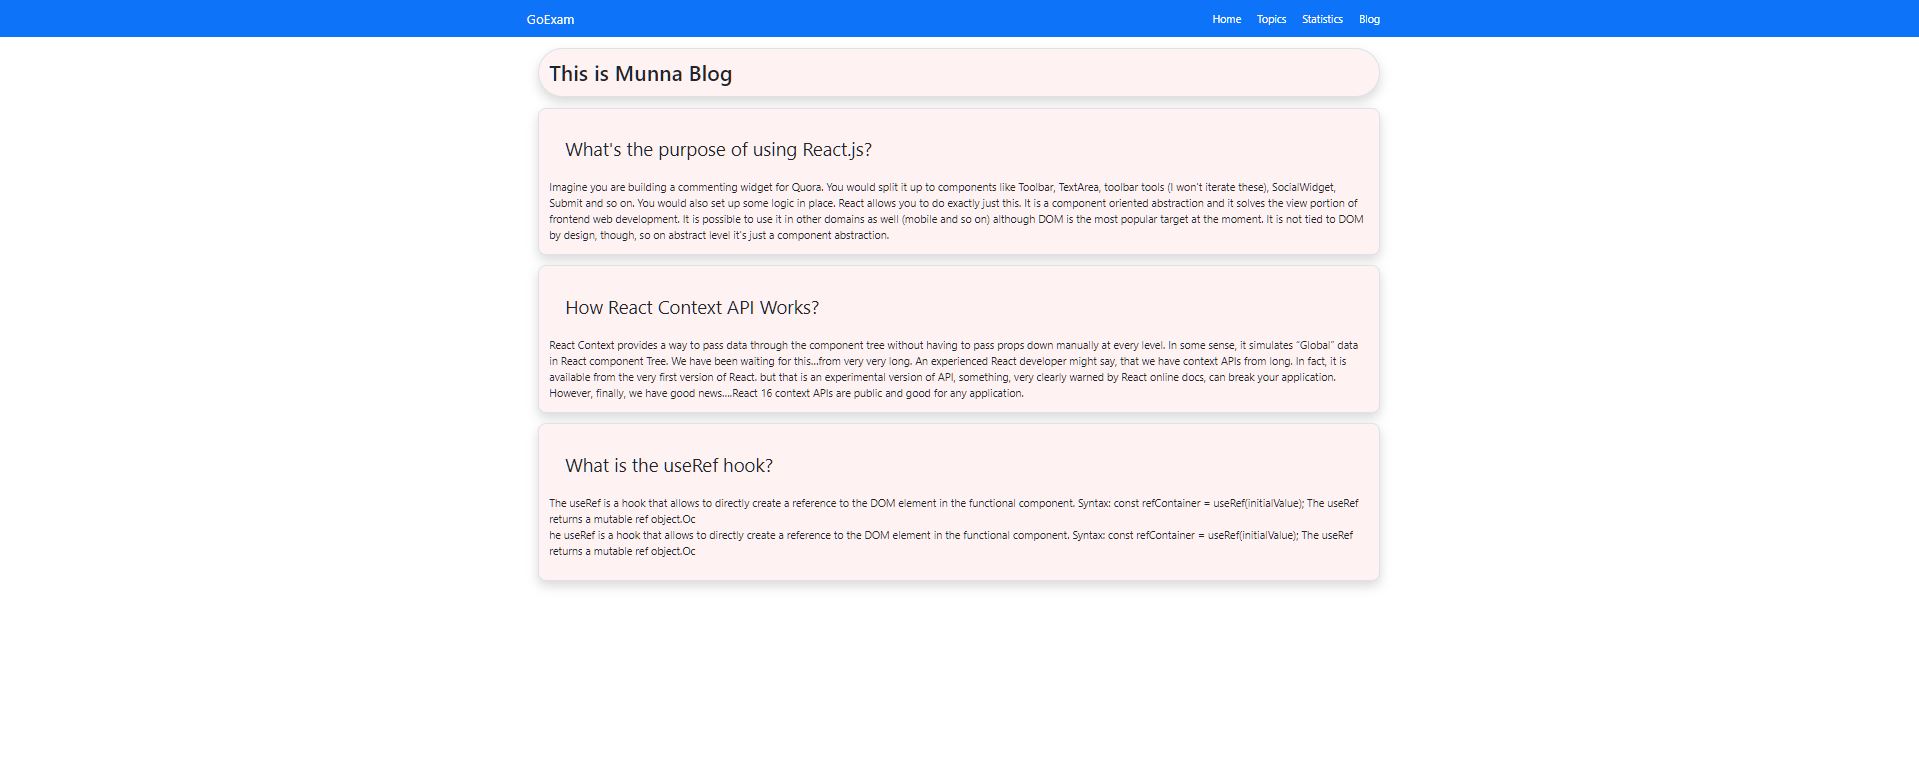 GoExam
Home Topics Statistics Blog
This is Munna Blog
What's the purpose of using React.js?
Imagine you are building a commenting widget for Quora. You would split it up to components like Toolbar, TextArea, toolbar tools (I won't iterate these), SocialWidget,
Submit and so on. You would also set up some logic in place. React allows you to do exactly just this. It is a component oriented abstraction and it solves the view portion of
frontend web development. It is possible to use it in other domains as well (mobile and so on) although DOM is the most popular target at the moment. It is not tied to DOM
by design, though, so on abstract level it's just a component abstraction.
How React Context API Works?
React Context provides a way to pass data through the component tree without having to pass props down manually at every level. In some sense, it simulates “Global” data
in React component Tree. We have been waiting for this...from very very long. An experienced React developer might say, that we have context APIs from long. In fact, it is
available from the very first version of React. but that is an experimental version of API, something, very clearly warned by React online docs, can break your application.
However, finally, we have good news....React 16 context APIs are public and good for any application.
What is the useRef hook?
The useRef is a hook that allows to directly create a reference to the DOM element in the functional component. Syntax: const refContainer = useRef(initialValue); The useRef
returns a mutable ref object.Oc
he useRef is a hook that allows to directly create a reference to the DOM element in the functional component. Syntax: const refContainer = useRef(initialValue); The useRef
returns a mutable ref object.Oc